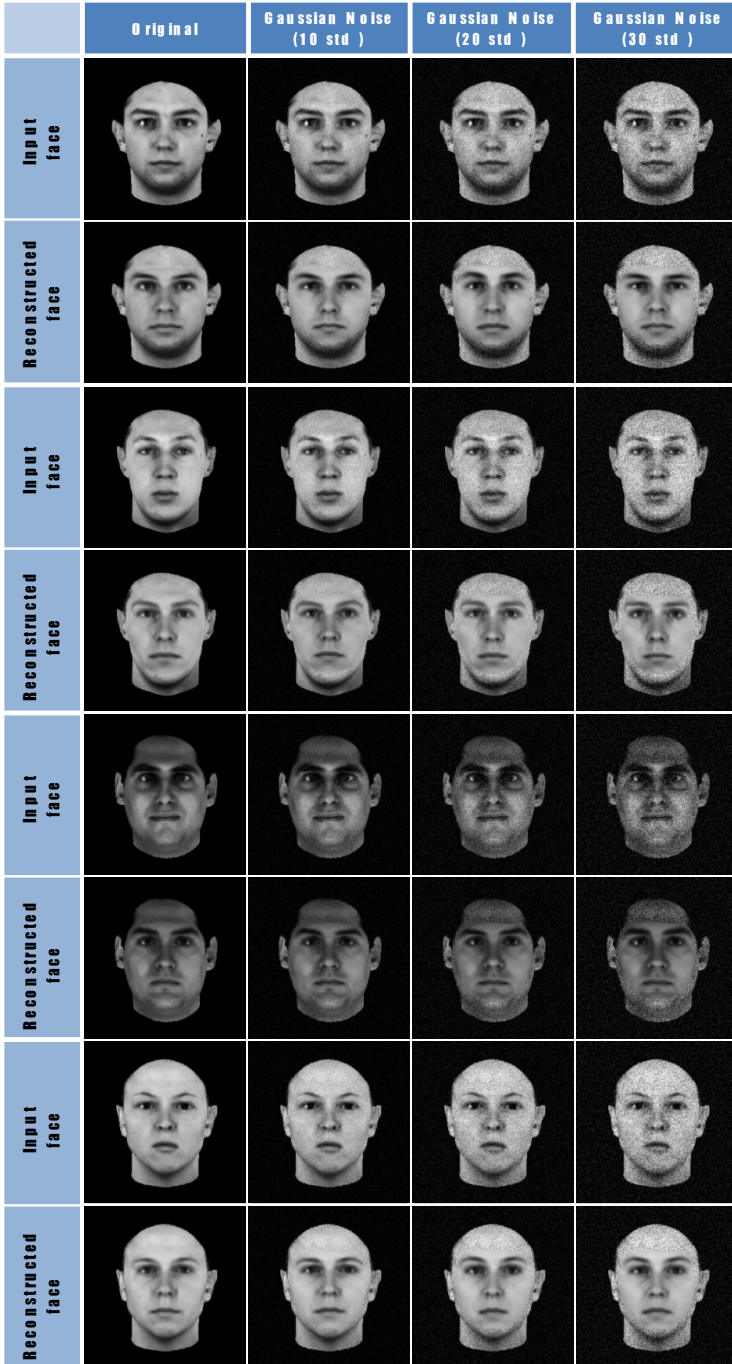 Original
Gaussian Noise
(10 std )
Gaussian Noise
(20 std )
Gaussian Noise
(30 std )
Input
face
Reconstructed
face
Input
face
Reconstructed
face
Input
face
Reconstructed
face
Input
face
Reconstructed
face